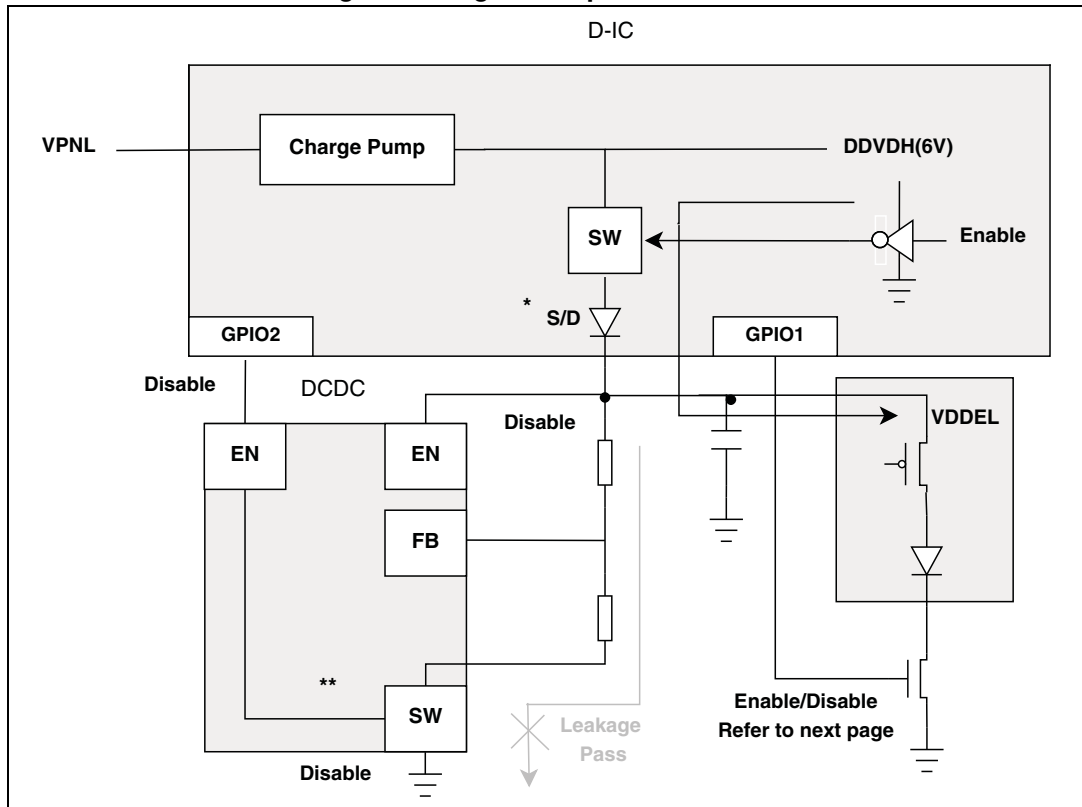 D-IC
VPNL
Charge Pump
DDVDH(6V)
SW
Enable
*
S/D
GPIO2
GPIO1
Disable
DCDC
Disable
VDDEL
EN
EN
FB
**
SW
Leakage
Pass
Enable/Disable
Refer to next page
Disable